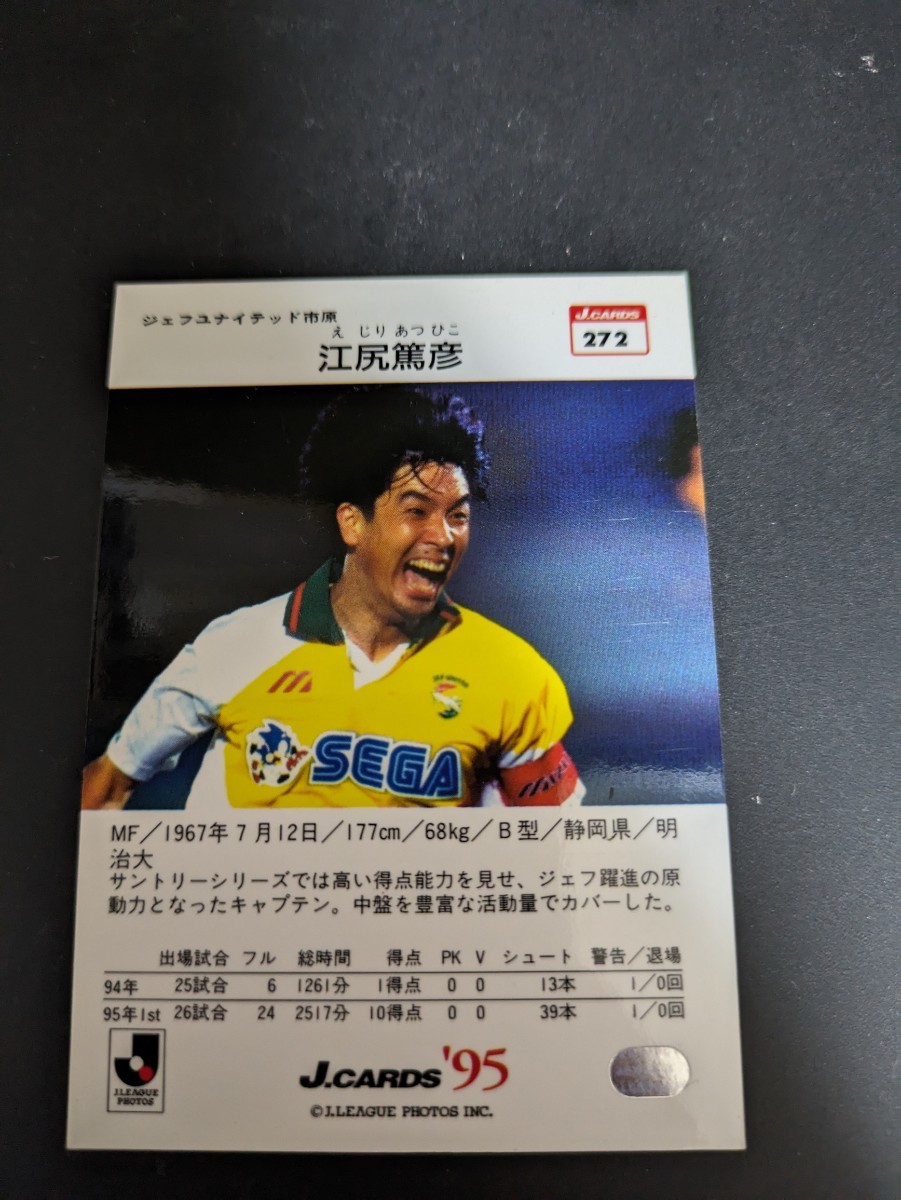 ジェフユナイテッド市原
え じり あつ ひこ
江尻篤彦
J.CARDS
272
SEGA
MF／1967年7月12日／177cm／68kg／B型／静岡県／明
治大
サントリーシリーズでは高い得点能力を見せ、ジェフ躍進の原
動力となったキャプテン。中盤を豊富な活動量でカバーした。
出場試合 フル 総時間 得点 PK V シュート 警告／退場
94年 25試合 6 1261分 1得点 0 0 13本 1／0回
95年1st 26試合 24 2517分 10得点 0 0 39本 1／0回
J.LEAGUE
PHOTOS
J.CARDS '95
©J.LEAGUE PHOTOS INC.